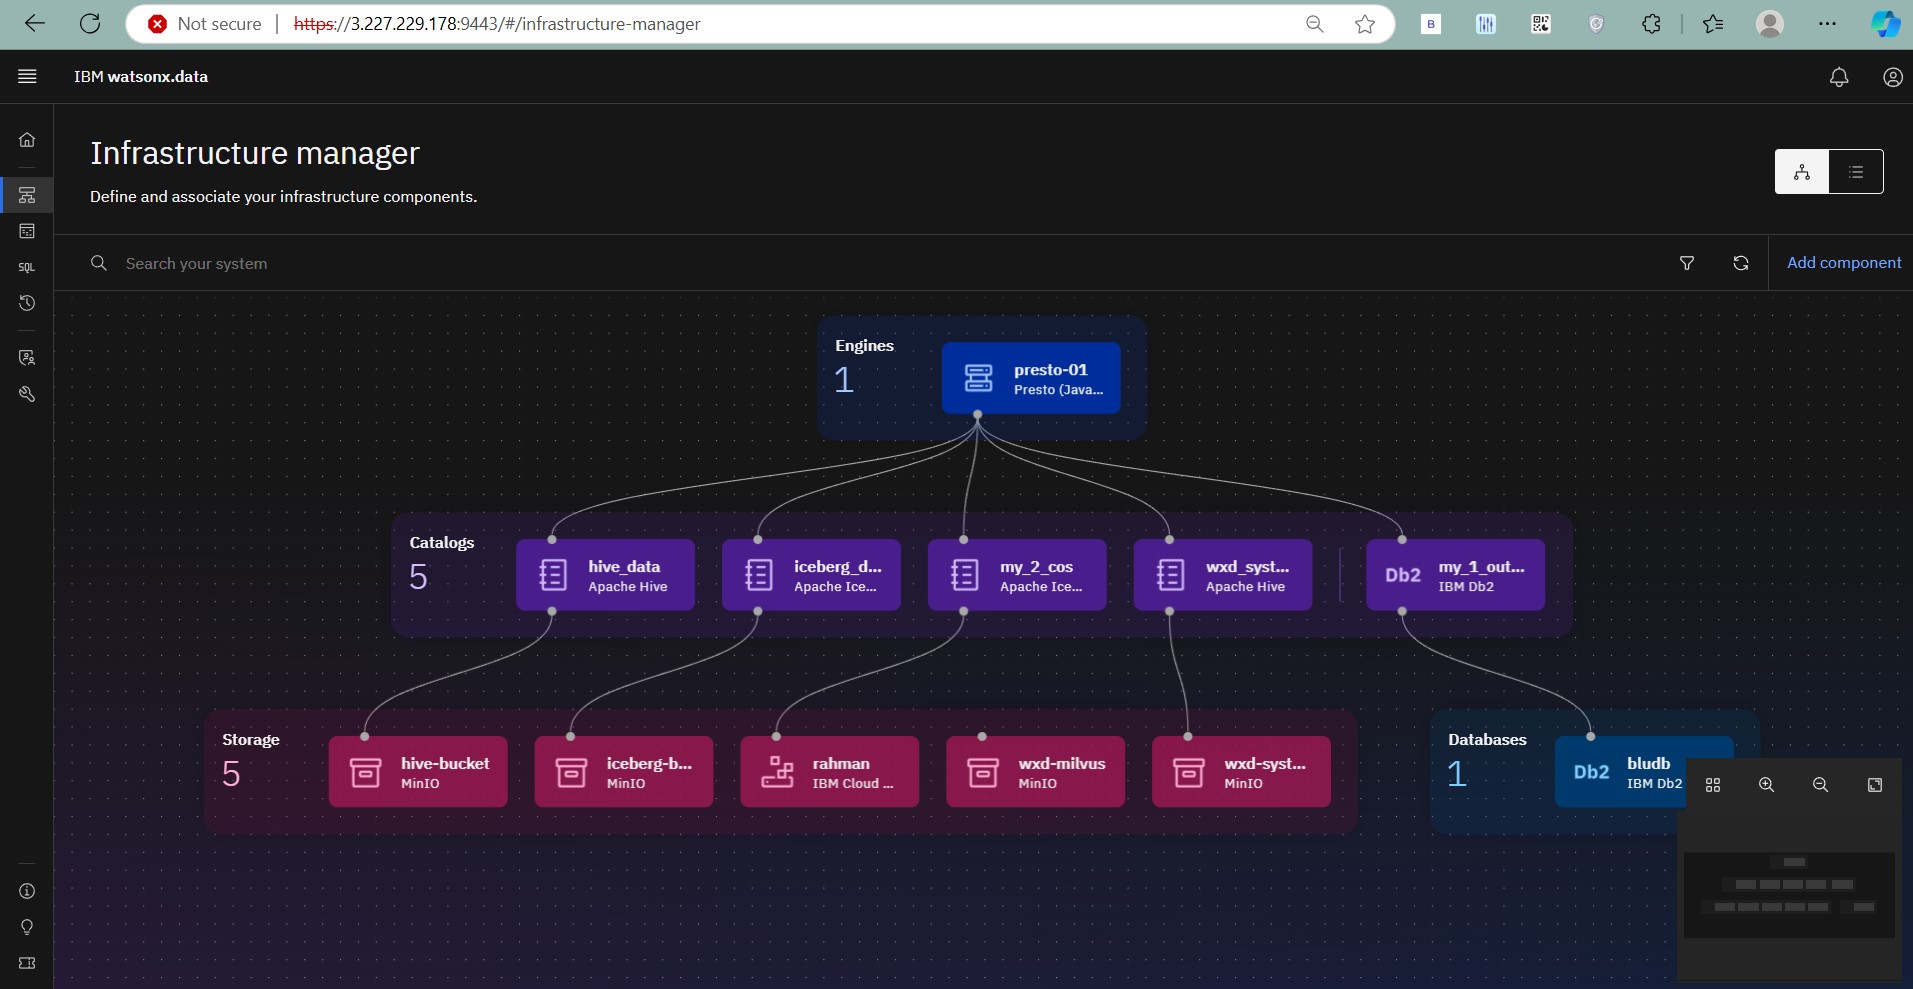 Not secure
https://3.227.229.178:9443/#/infrastructure-manager
B
IBM watsonx.data
Infrastructure manager
Define and associate your infrastructure components.
SQL
Search your system
Add component
Engines
1
presto-01
Presto (Java...
Catalogs
5
hive_data
Apache Hive
iceberg_d...
Apache Ice...
my_2_cos
Apache Ice...
wxd_syst...
Apache Hive
Db2
my_1_out...
IBM Db2
Storage
5
hive-bucket
MinIO
iceberg-b...
MinIO
rahman
IBM Cloud ...
wxd-milvus
MinIO
wxd-syst...
MinIO
Databases
1
Db2
bludb
IBM Db2